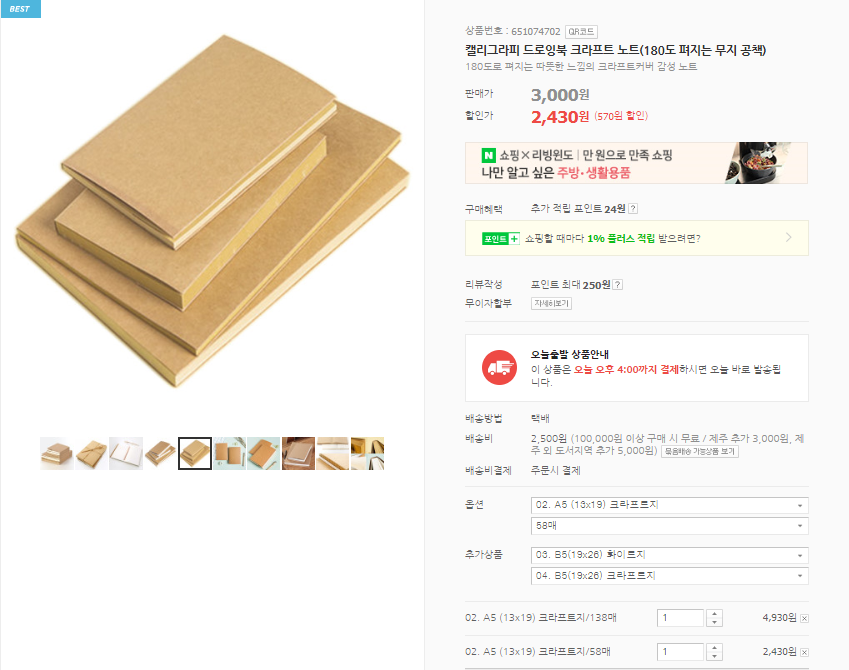 BEST
상품번호 : 651074702 QR코드
캘리그라피 드로잉북 크라프트 노트(180도 펴지는 무지 공책)
180도로 펴지는 따뜻한 느낌의 크라프트커버 감성 노트
판매가 3,000원
할인가 2,430원 (570원 할인)
N 쇼핑×리빙윈도 | 만 원으로 만족 쇼핑
나만 알고 싶은 주방·생활용품
구매혜택 추가 적립 포인트 24원 ?
포인트 + 쇼핑할 때마다 1% 플러스 적립 받으려면?
리뷰작성 포인트 최대 250원 ?
무이자할부 자세히보기
오늘출발 상품안내
이 상품은 오늘 오후 4:00까지 결제하시면 오늘 바로 발송됩
니다.
배송방법 택배
배송비 2,500원 (100,000원 이상 구매 시 무료 / 제주 추가 3,000원, 제
주 외 도서지역 추가 5,000원) 묶음배송 가능상품 보기
배송비결제 주문시 결제
옵션 02. A5 (13x19) 크라프트지
58매
추가상품 03. B5(19x26) 화이트지
04. B5(19x26) 크라프트지
02. A5 (13x19) 크라프트지/138매 1 4,930원
02. A5 (13x19) 크라프트지/58매 1 2,430원